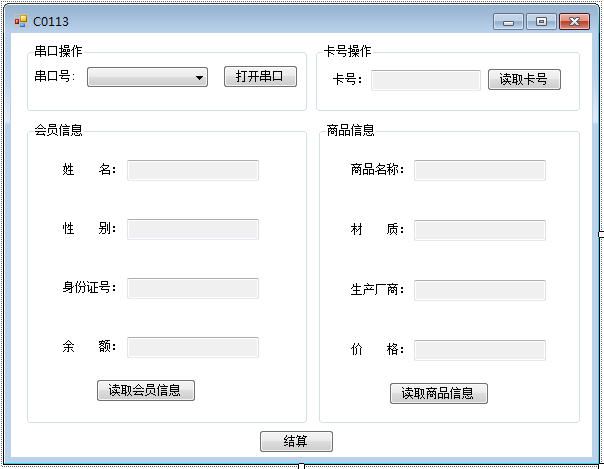 C0113
串口操作
串口号:
打开串口
卡号操作
卡号：
读取卡号
会员信息
姓 名：
性 别：
身份证号：
余 额：
读取会员信息
商品信息
商品名称：
材 质：
生产厂商：
价 格：
读取商品信息
结算